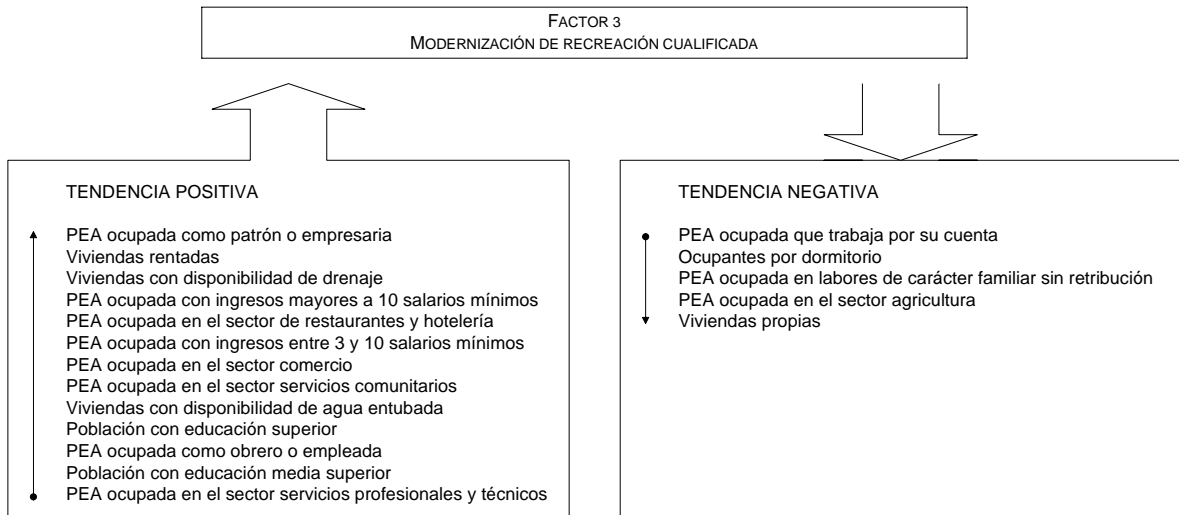 FACTOR 3
MODERNIZACIÓN DE RECREACIÓN CUALIFICADA
TENDENCIA POSITIVA
PEA ocupada como patrón o empresaria
Viviendas rentadas
Viviendas con disponibilidad de drenaje
PEA ocupada con ingresos mayores a 10 salarios mínimos
PEA ocupada en el sector de restaurantes y hotelería
PEA ocupada con ingresos entre 3 y 10 salarios mínimos
PEA ocupada en el sector comercio
PEA ocupada en el sector servicios comunitarios
Viviendas con disponibilidad de agua entubada
Población con educación superior
PEA ocupada como obrero o empleada
Población con educación media superior
PEA ocupada en el sector servicios profesionales y técnicos
TENDENCIA NEGATIVA
PEA ocupada que trabaja por su cuenta
Ocupantes por dormitorio
PEA ocupada en labores de carácter familiar sin retribución
PEA ocupada en el sector agricultura
Viviendas propias